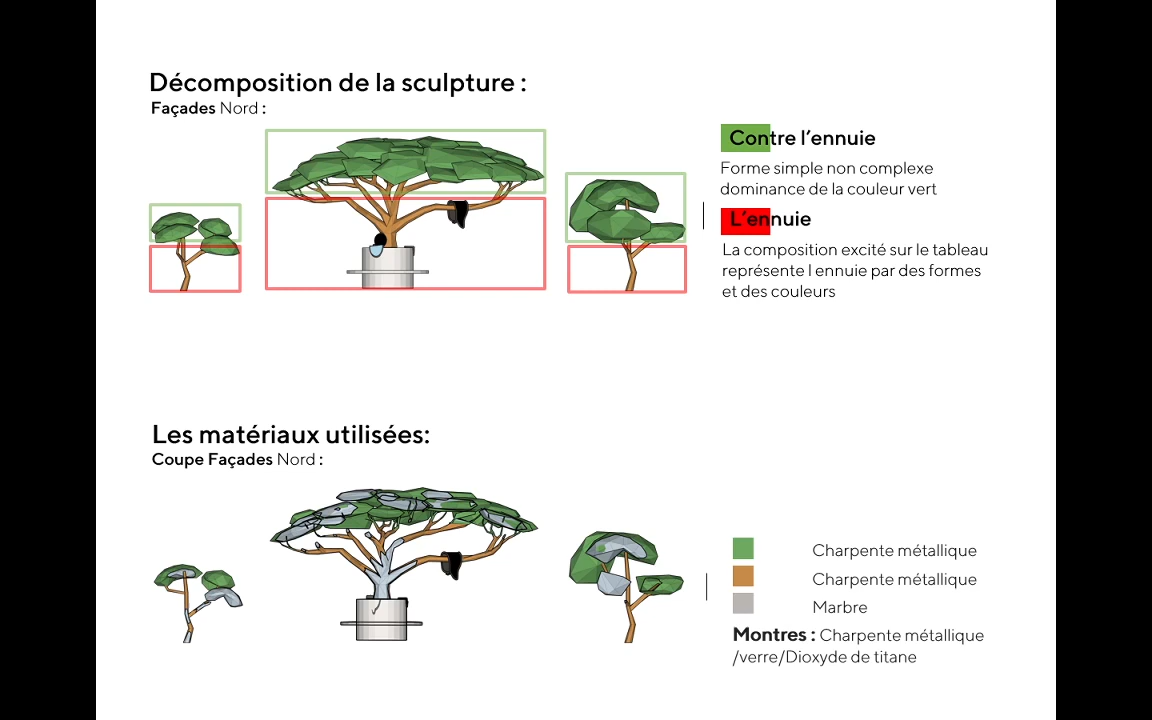 Décomposition de la sculpture :
Façades Nord :
Contre l'ennuie
Forme simple non complexe
dominance de la couleur vert
L'ennuie
La composition excité sur le tableau
représente l ennuie par des formes
et des couleurs
Les matériaux utilisées:
Coupe Façades Nord :
Charpente métallique
Charpente métallique
Marbre
Montres : Charpente métallique
/verre/Dioxyde de titane